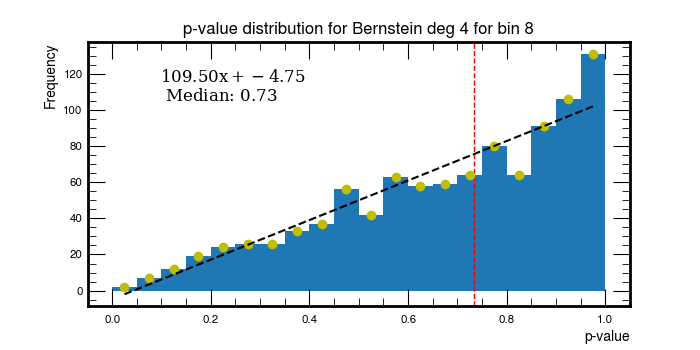 p-value distribution for Bernstein deg 4 for bin 8
Frequency
109.50x + −4.75
Median: 0.73
120
100
80
60
40
20
0
0.0 0.2 0.4 0.6 0.8 1.0
p-value